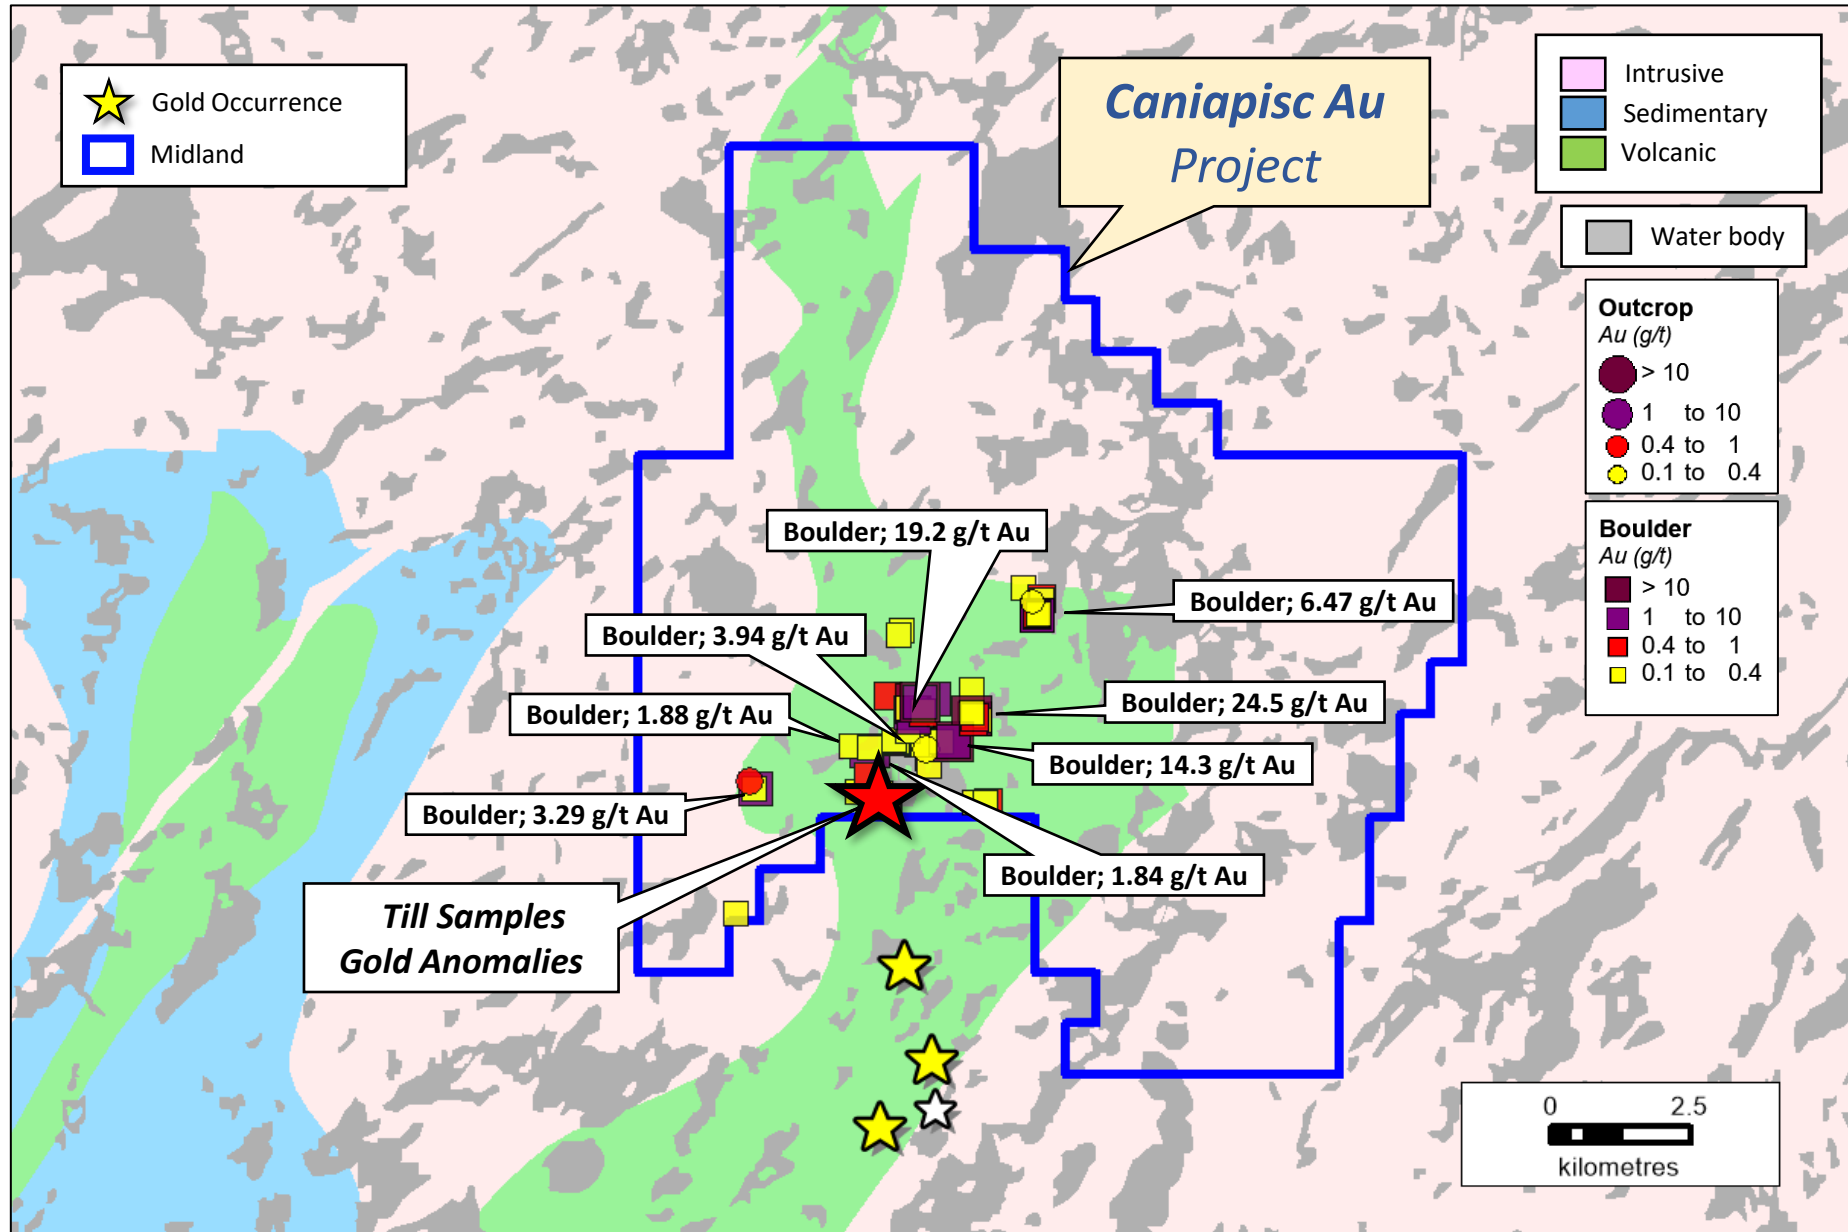 Gold Occurrence
Midland
Caniapisc Au
Project
Intrusive
Sedimentary
Volcanic
Water body
Outcrop
Au (g/t)
> 10
1 to 10
0.4 to 1
0.1 to 0.4
Boulder
Au (g/t)
> 10
1 to 10
0.4 to 1
0.1 to 0.4
Boulder; 19.2 g/t Au
Boulder; 6.47 g/t Au
Boulder; 3.94 g/t Au
Boulder; 24.5 g/t Au
Boulder; 1.88 g/t Au
Boulder; 14.3 g/t Au
Boulder; 3.29 g/t Au
Boulder; 1.84 g/t Au
Till Samples
Gold Anomalies
0 2.5
kilometres